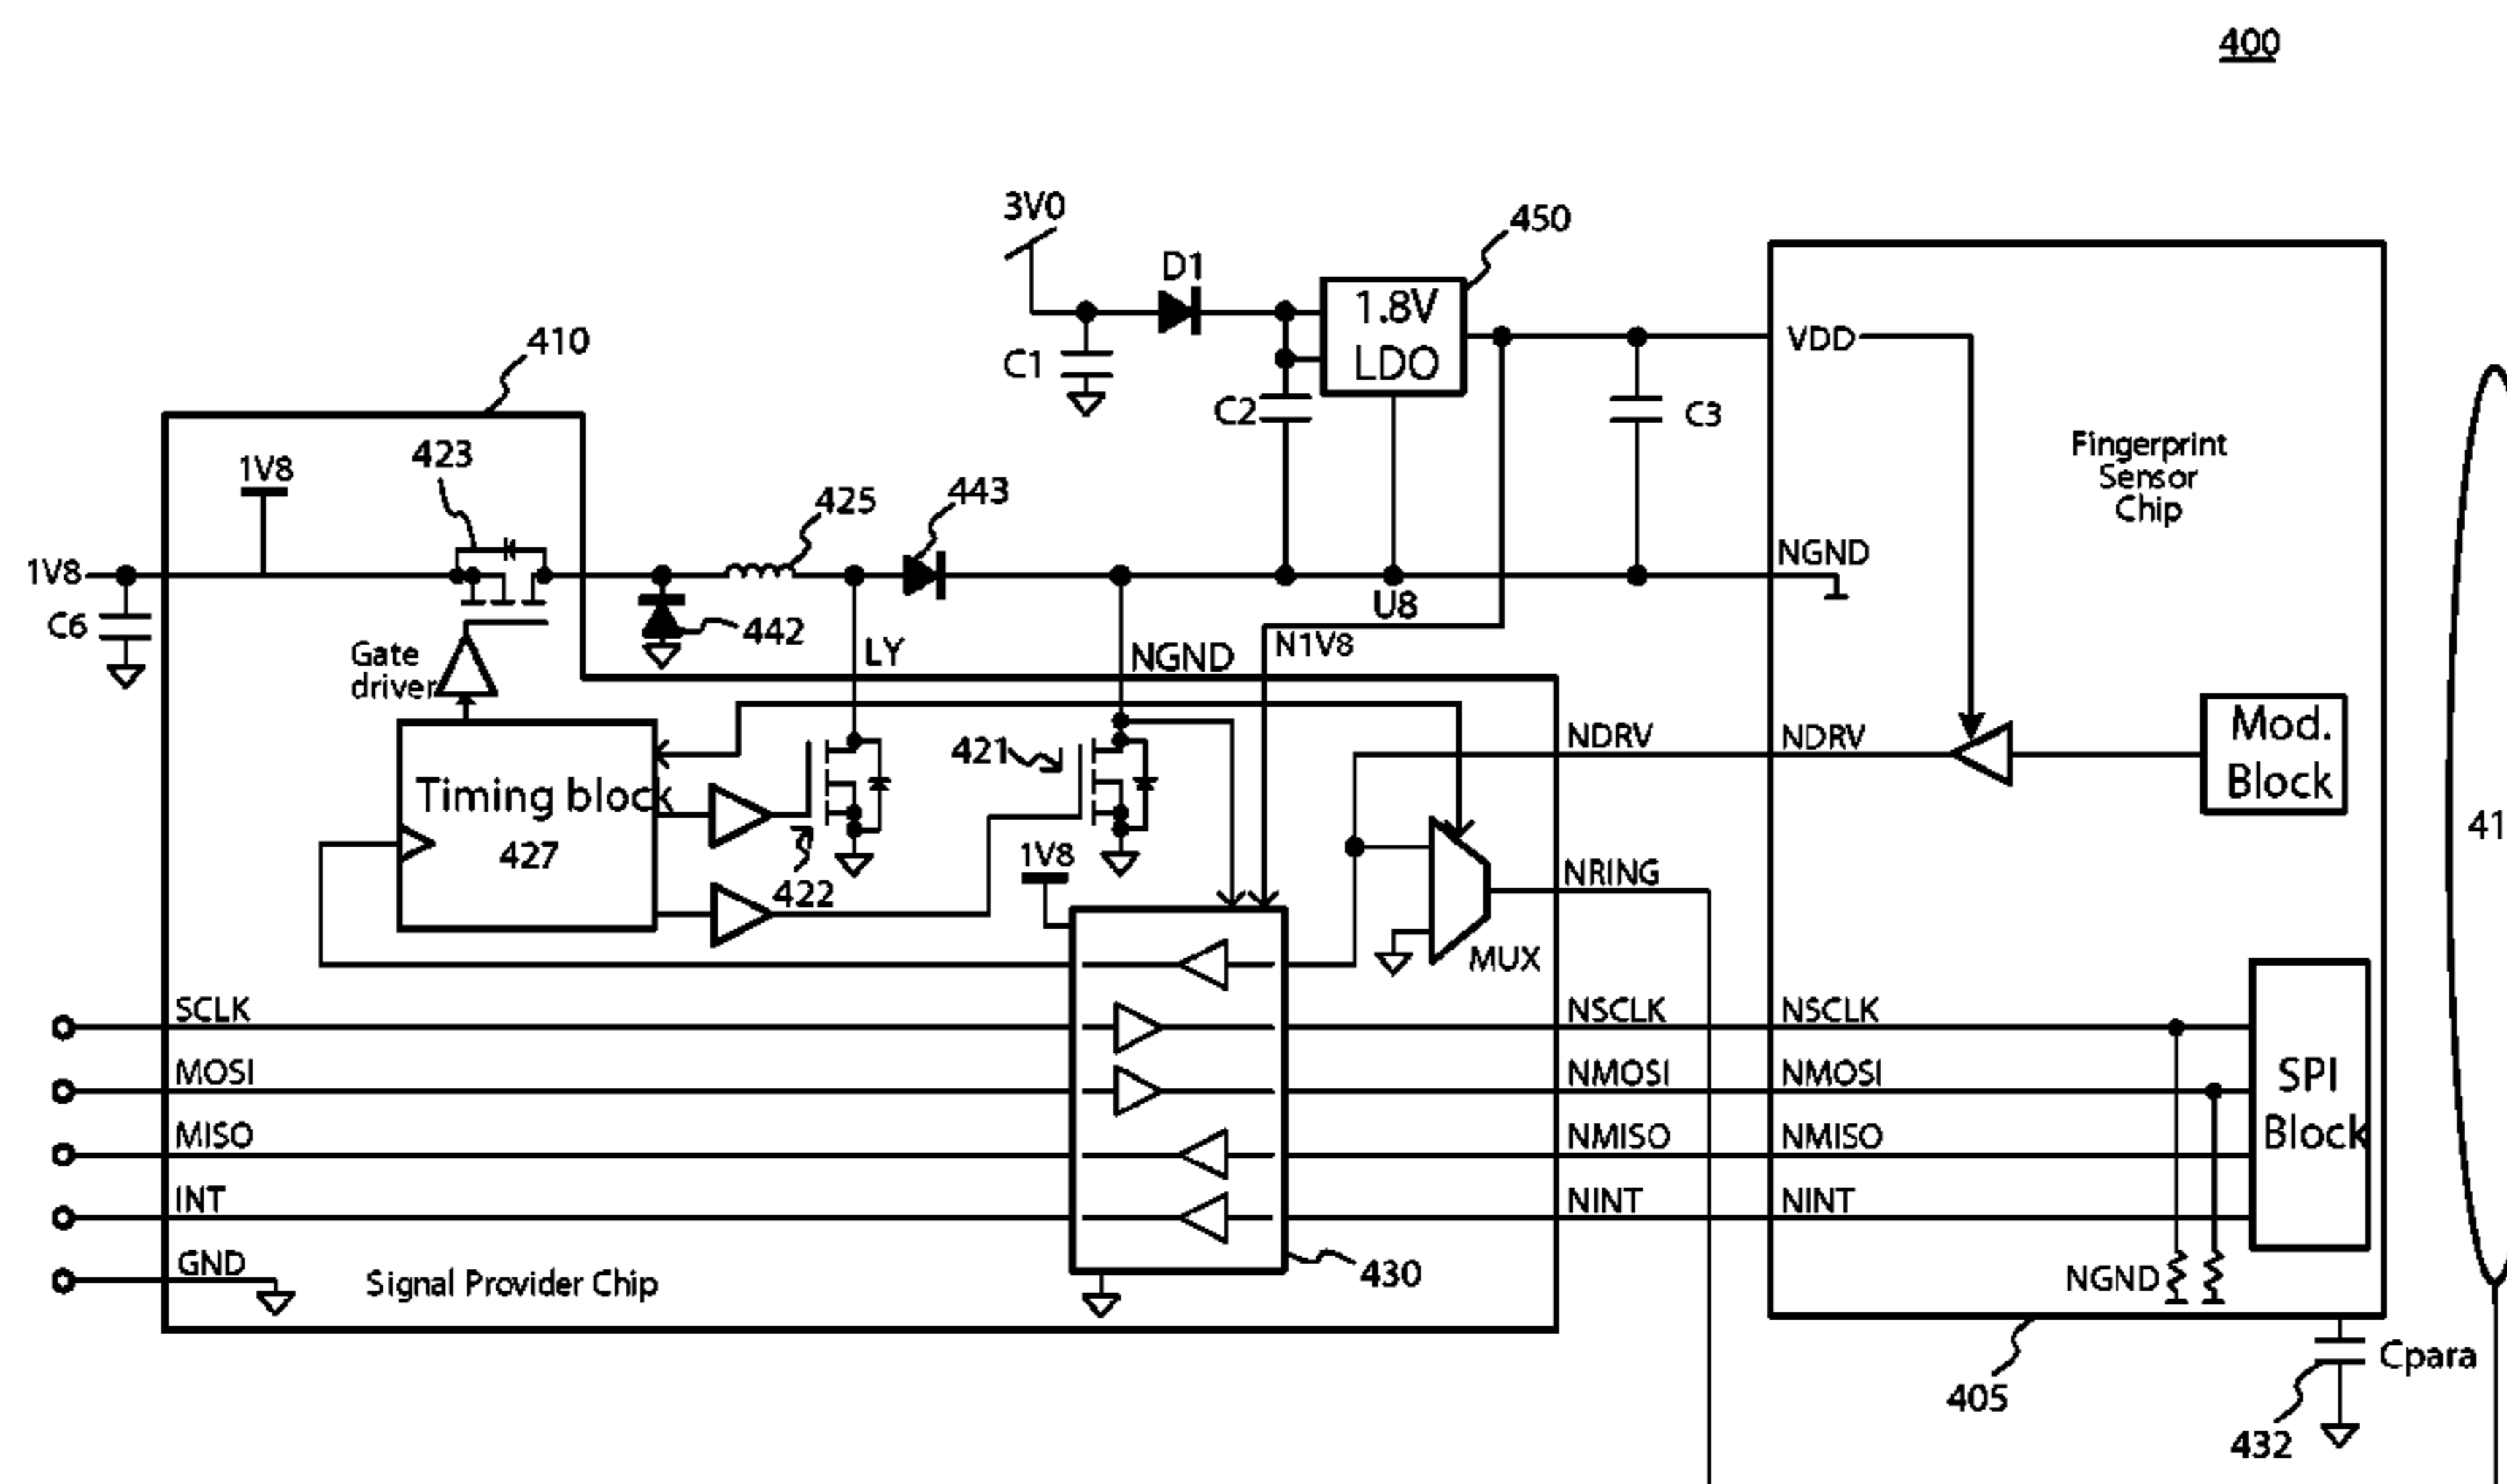 400
3V0
450
D1
1.8V
LDO
C1
C2
C3
VDD
Fingerprint
Sensor
Chip
410
423
1V8
425
443
1V8
C6
442
LY
NGND
U8
N1V8
NGND
Gate
driver
Timing block
427
421
422
1V8
NDRV
NDRV
Mod.
Block
41
NRING
MUX
SCLK
NSCLK
NSCLK
MOSI
NMOSI
NMOSI
SPI
Block
MISO
NMISO
NMISO
INT
NINT
NINT
GND
Signal Provider Chip
430
NGND
405
Cpara
432